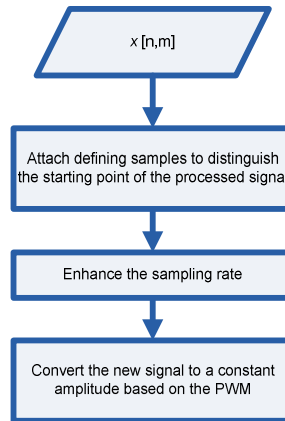 x [n,m]
Attach defining samples to distinguish
the starting point of the processed signal
Enhance the sampling rate
Convert the new signal to a constant
amplitude based on the PWM